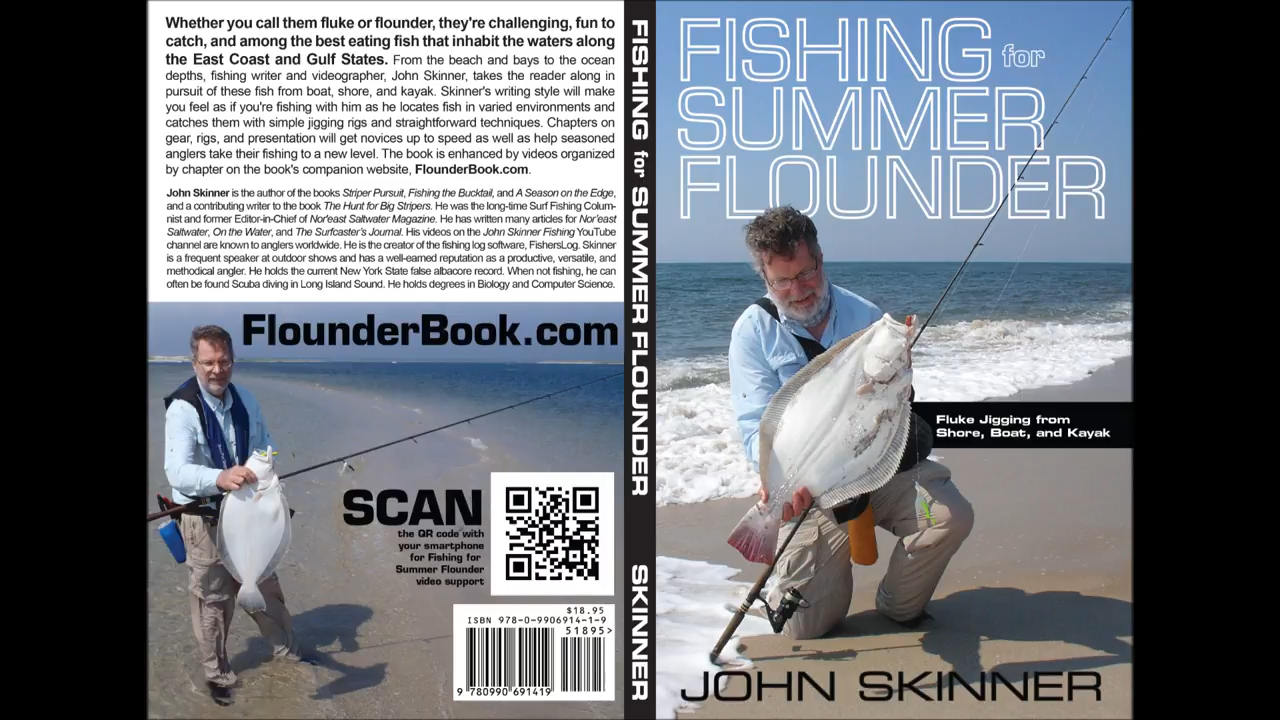 Whether you call them fluke or flounder, they're challenging, fun to
catch, and among the best eating fish that inhabit the waters along
the East Coast and Gulf States. From the beach and bays to the ocean
depths, fishing writer and videographer, John Skinner, takes the reader along in
pursuit of these fish from boat, shore, and kayak. Skinner's writing style will make
you feel as if you're fishing with him as he locates fish in varied environments and
catches them with simple jigging rigs and straightforward techniques. Chapters on
gear, rigs, and presentation will get novices up to speed as well as help seasoned
anglers take their fishing to a new level. The book is enhanced by videos organized
by chapter on the book's companion website, FlounderBook.com.
John Skinner is the author of the books Striper Pursuit, Fishing the Bucktail, and A Season on the Edge,
and a contributing writer to the book The Hunt for Big Stripers. He was the long-time Surf Fishing Colum-
nist and former Editor-in-Chief of Nor'east Saltwater Magazine. He has written many articles for Nor'east
Saltwater, On the Water, and The Surfcaster's Journal. His videos on the John Skinner Fishing YouTube
channel are known to anglers worldwide. He is the creator of the fishing log software, FishersLog. Skinner
is a frequent speaker at outdoor shows and has a well-earned reputation as a productive, versatile, and
methodical angler. He holds the current New York State false albacore record. When not fishing, he can
often be found Scuba diving in Long Island Sound. He holds degrees in Biology and Computer Science.
FlounderBook.com
SCAN
the QR code with
your smartphone
for Fishing for
Summer Flounder
video support
$18.95
ISBN 978-0-9906914-1-9
51895>
9 780990 691419
FISHING for SUMMER FLOUNDER SKINNER
FISHING for
SUMMER
FLOUNDER
Fluke Jigging from
Shore, Boat, and Kayak
JOHN SKINNER